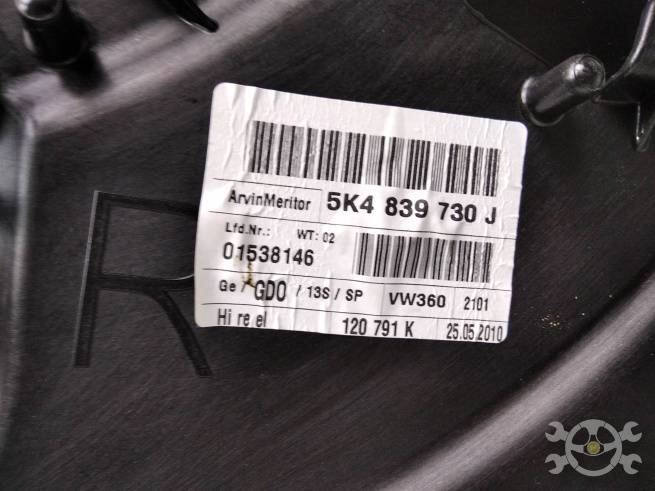 ArvinMeritor 5K4 839 730 J
Lfd.Nr.: WT: 02
01538146
Ge / GDO / 13S / SP VW360 2101
Hi re el 120 791 K 25.05.2010
R